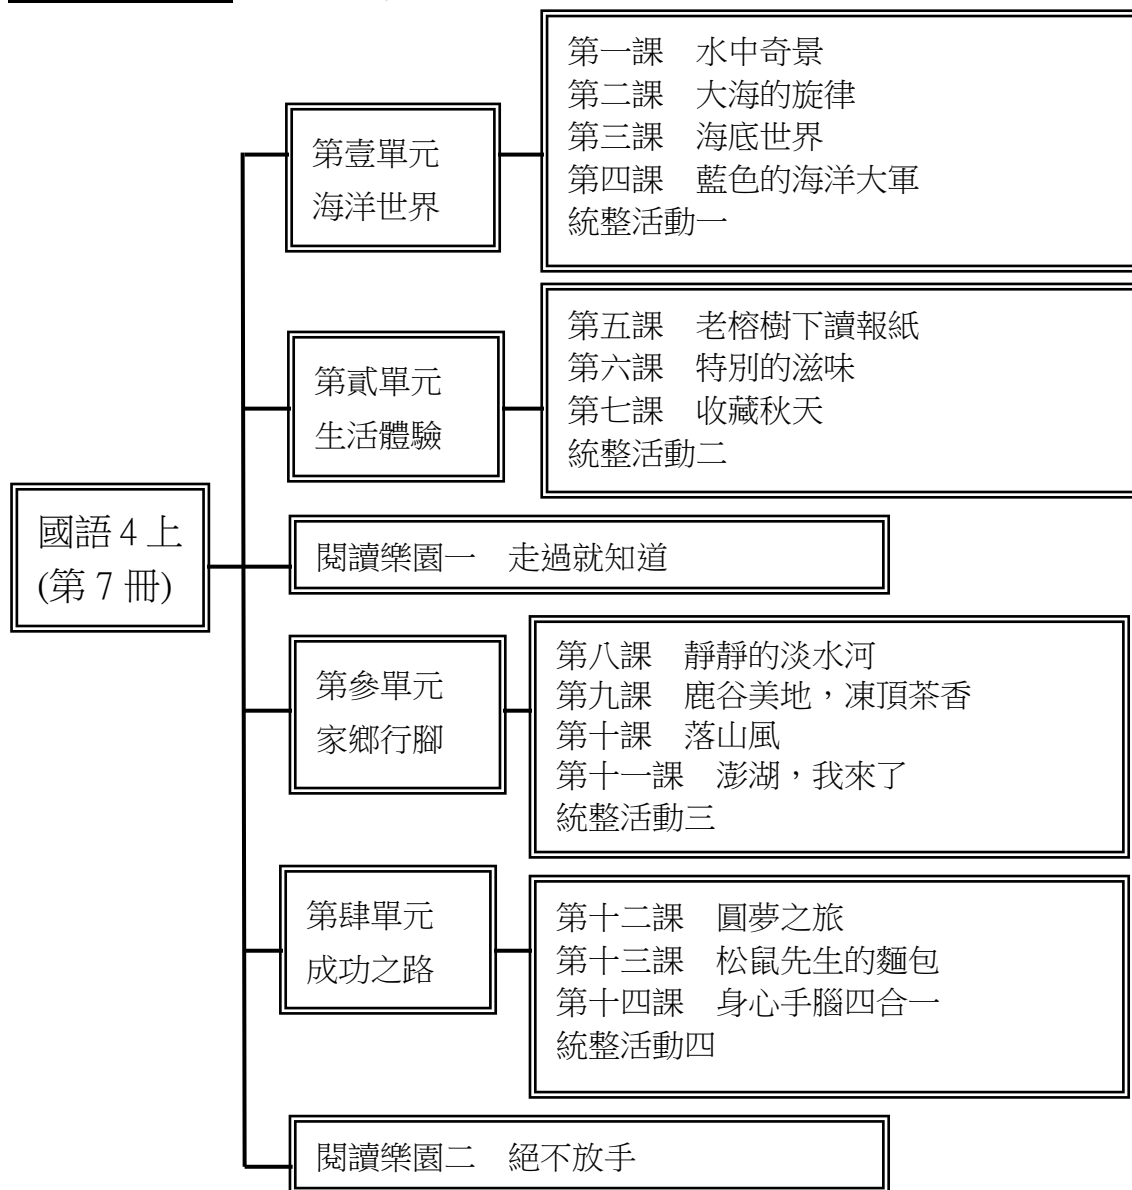 第一課　水中奇景
第二課　大海的旋律
第三課　海底世界
第四課　藍色的海洋大軍
統整活動一
第壹單元
海洋世界
第五課　老榕樹下讀報紙
第六課　特別的滋味
第七課　收藏秋天
統整活動二
第貳單元
生活體驗
國語 4 上
(第 7 冊)
閱讀樂園一　走過就知道
第八課　靜靜的淡水河
第九課　鹿谷美地，凍頂茶香
第十課　落山風
第十一課　澎湖，我來了
統整活動三
第參單元
家鄉行腳
第十二課　圓夢之旅
第十三課　松鼠先生的麵包
第十四課　身心手腦四合一
統整活動四
第肆單元
成功之路
閱讀樂園二　絕不放手